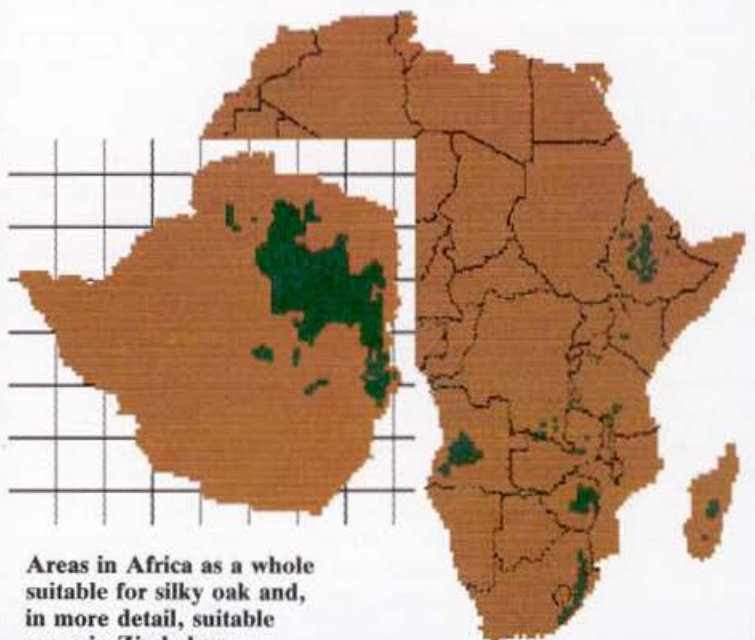 Areas in Africa as a whole
suitable for silky oak and,
in more detail, suitable